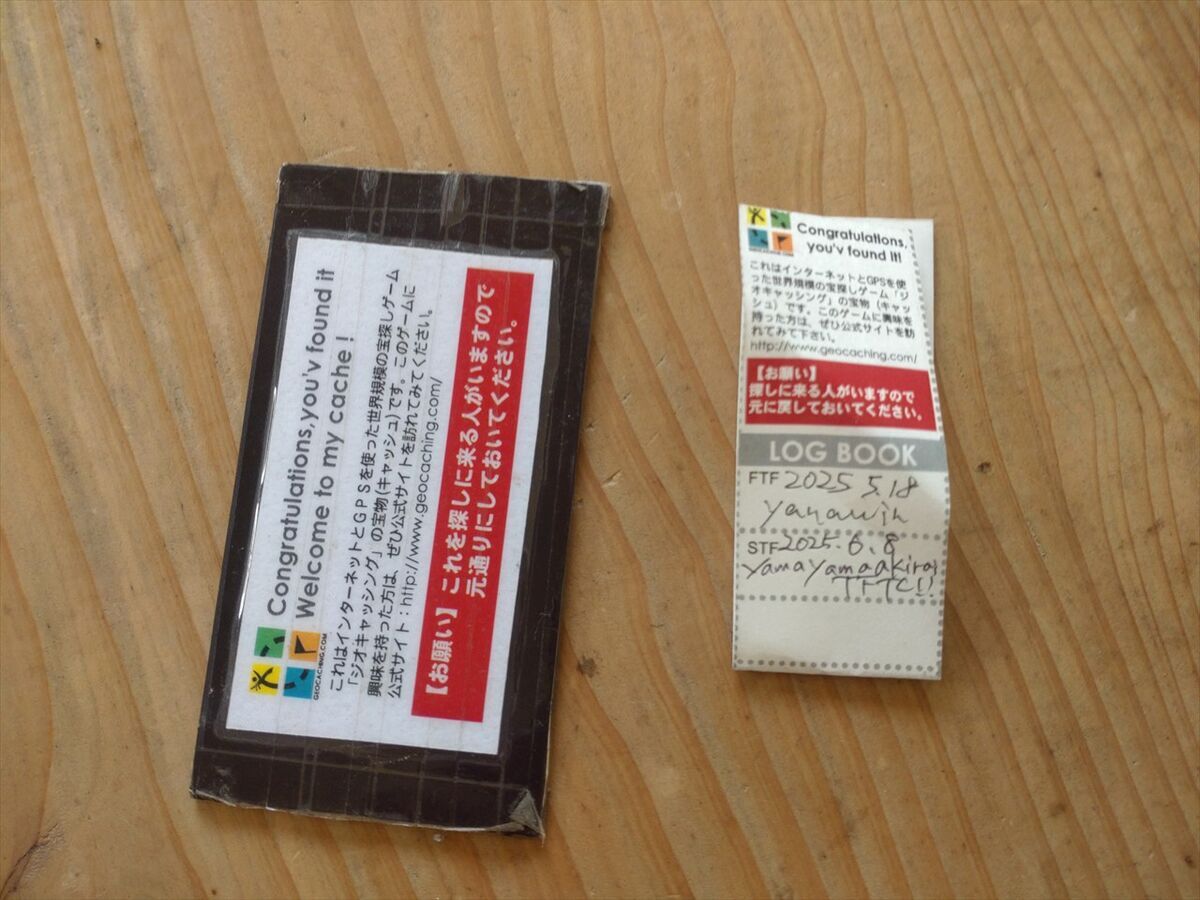 Congratulations,you'v found it
Welcome to my cache !
これはインターネットとGPSを使った世界規模の宝探しゲーム
「ジオキャッシング」の宝物(キャッシュ)です。このゲームに
興味を持った方は、ぜひ公式サイトを訪れてみてください。
公式サイト:http://www.geocaching.com/
GEOCACHING.COM
【お願い】これを探しに来る人がいますので
元通りにしておいてください。
Congratulations,
you'v found it!
これはインターネットとGPSを使
った世界規模の宝探しゲーム「ジ
オキャッシング」の宝物（キャッ
シュ）です。このゲームに興味を
持った方は、ぜひ公式サイトを訪
れてみて下さい。
http://www.geocaching.com/
【お願い】
探しに来る人がいますので
元に戻しておいてください。
LOG BOOK
FTF 2025 5.18
STF 2025.6.8
yamayamaakira
TFTC!!